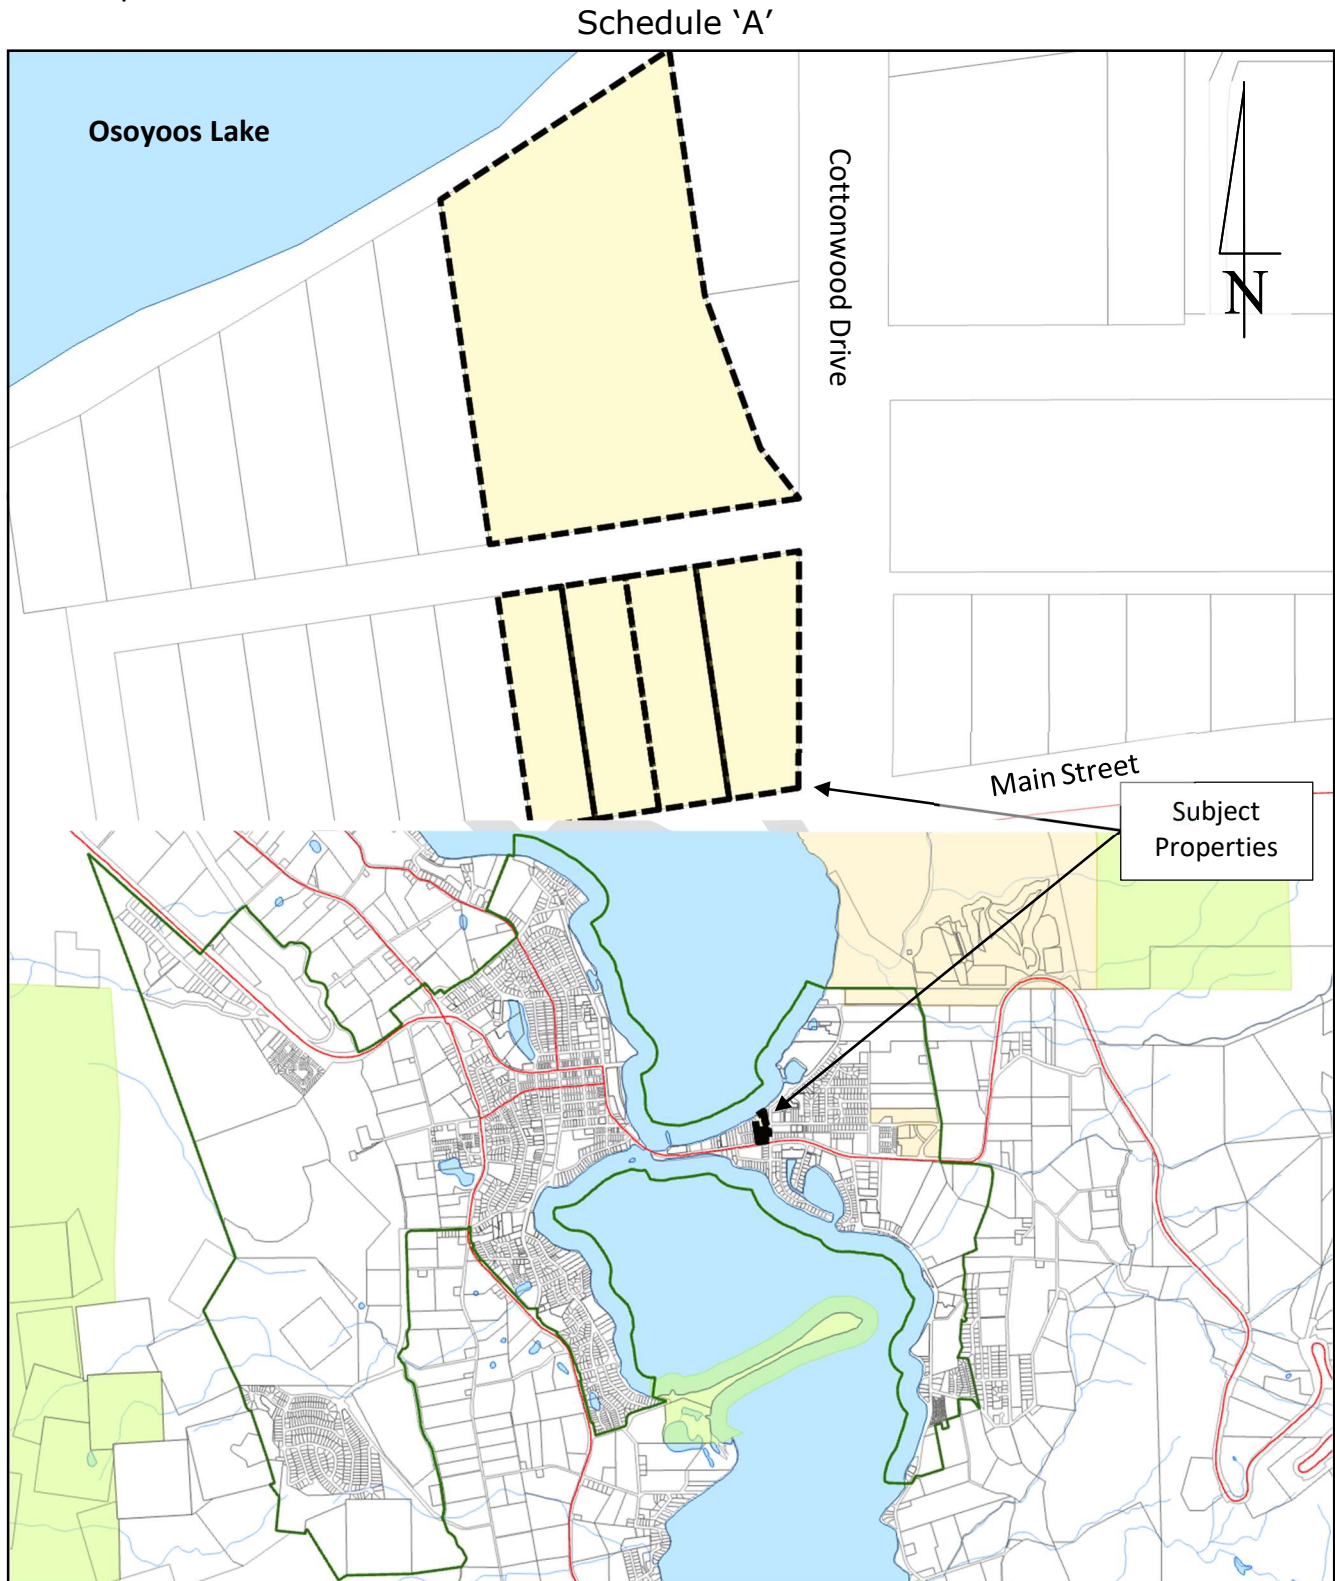 Schedule ‘A’
Osoyoos Lake
Cottonwood Drive
N
Main Street
Subject
Properties